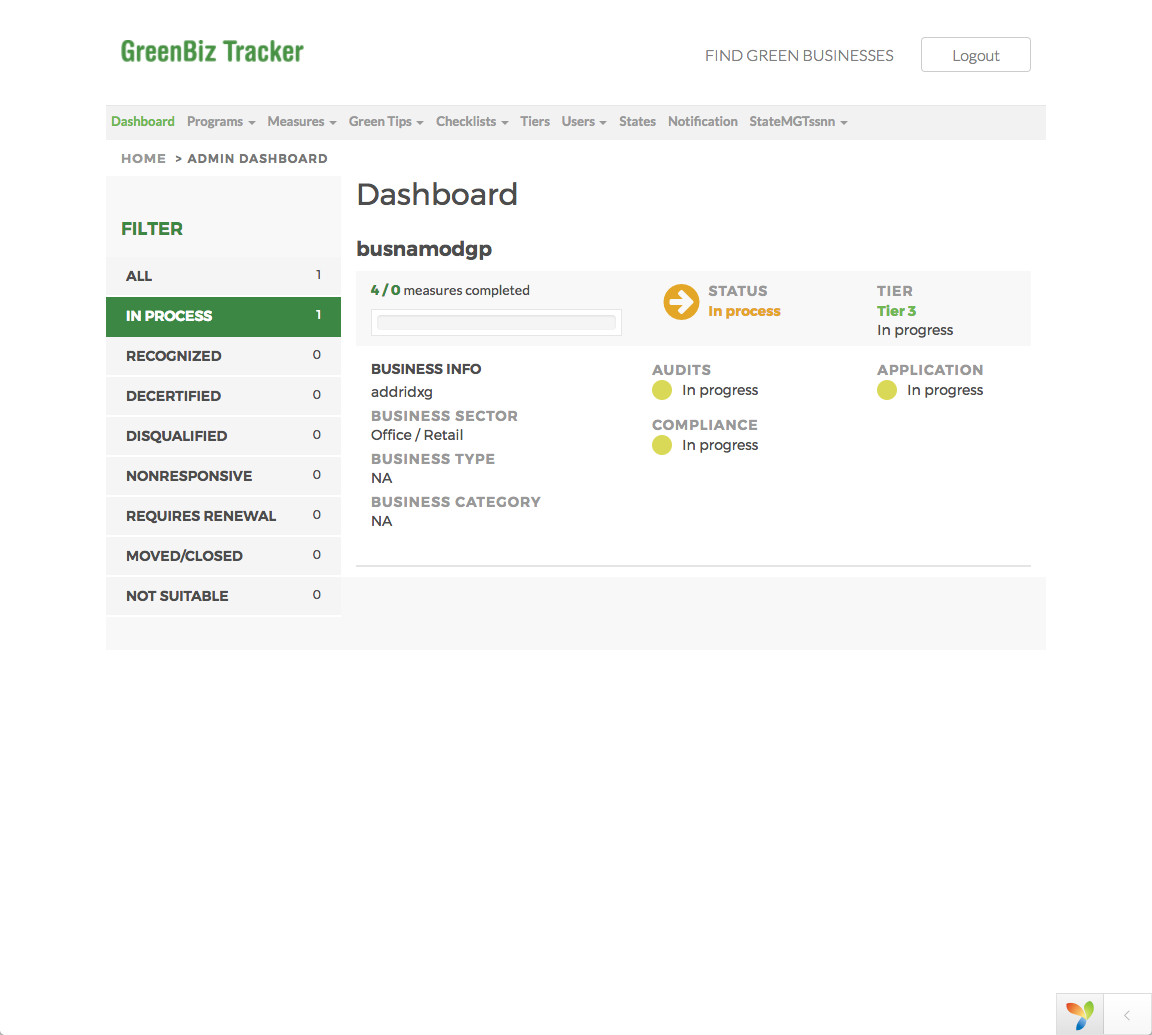 GreenBiz Tracker
FIND GREEN BUSINESSES
Logout
Dashboard Programs Measures Green Tips Checklists Tiers Users States Notification StateMGTssnn
HOME > ADMIN DASHBOARD
FILTER
ALL 1
IN PROCESS 1
RECOGNIZED 0
DECERTIFIED 0
DISQUALIFIED 0
NONRESPONSIVE 0
REQUIRES RENEWAL 0
MOVED/CLOSED 0
NOT SUITABLE 0
Dashboard
busnamodgp
4 / 0 measures completed
STATUS
In process
TIER
Tier 3
In progress
BUSINESS INFO
addridxg
BUSINESS SECTOR
Office / Retail
BUSINESS TYPE
NA
BUSINESS CATEGORY
NA
AUDITS
In progress
COMPLIANCE
In progress
APPLICATION
In progress